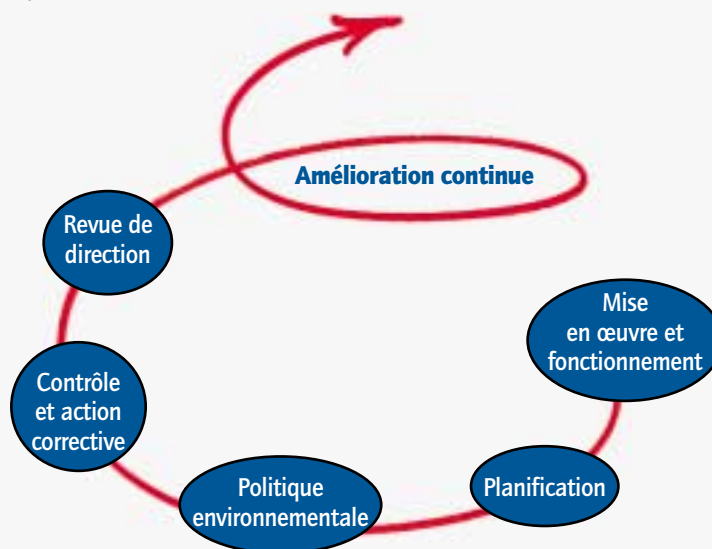 Amélioration continue
Revue de
direction
Mise
en œuvre et
fonctionnement
Contrôle
et action
corrective
Politique
environnementale
Planification